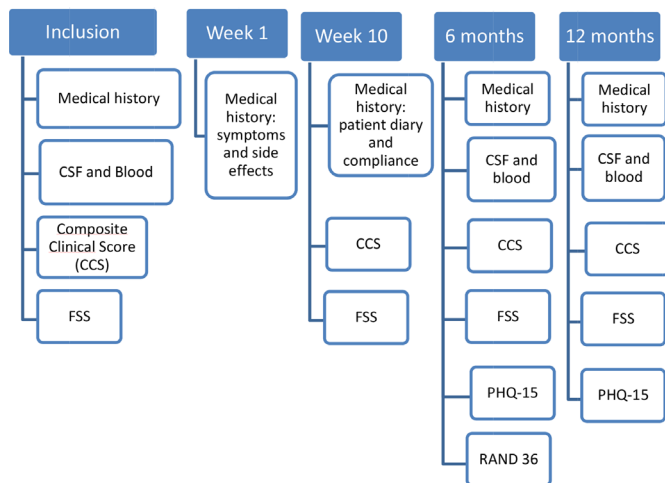 Inclusion
Medical history
CSF and Blood
Composite
Clinical Score
(CCS)
FSS
Week 1
Medical
history:
symptoms
and side
effects
Week 10
Medical
history:
patient diary
and
compliance
CCS
FSS
6 months
Medical
history
CSF and
blood
CCS
FSS
PHQ-15
RAND 36
12 months
Medical
history
CSF and
blood
CCS
FSS
PHQ-15